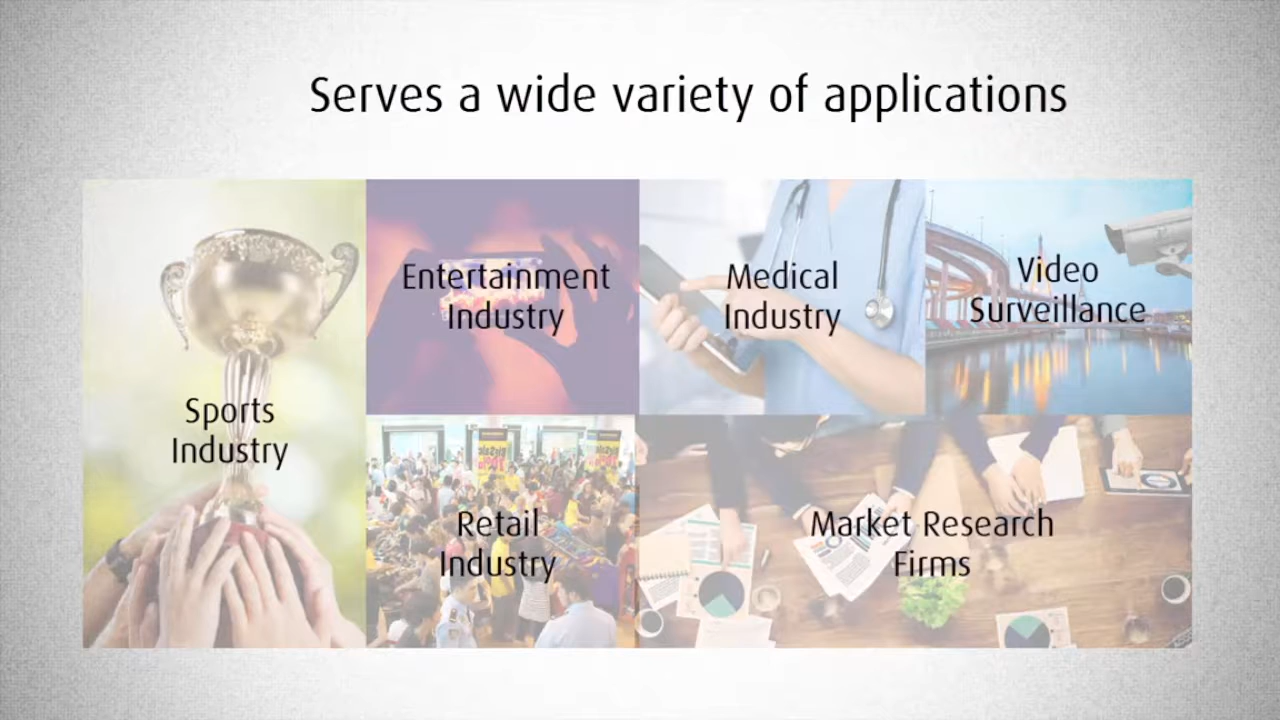 Serves a wide variety of applications
Sports
Industry
Entertainment
Industry
Medical
Industry
Video
Surveillance
Retail
Industry
Market Research
Firms